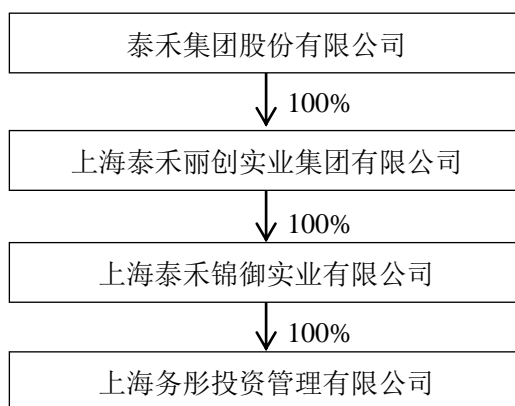 泰禾集团股份有限公司
100%
上海泰禾丽创实业集团有限公司
100%
上海泰禾锦御实业有限公司
100%
上海务彤投资管理有限公司